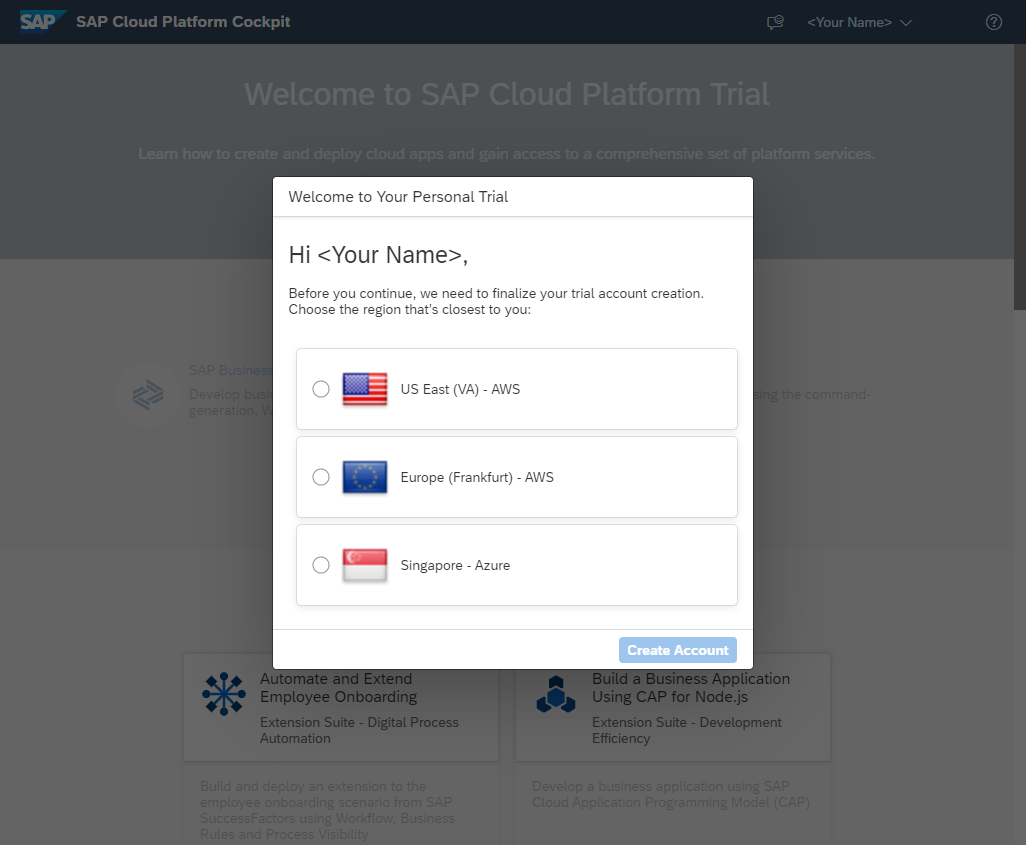 SAP SAP Cloud Platform Cockpit <Your Name>
Welcome to SAP Cloud Platform Trial
Learn how to create and deploy cloud apps and gain access to a comprehensive set of platform services.
Welcome to Your Personal Trial
Hi <Your Name>,
Before you continue, we need to finalize your trial account creation.
Choose the region that's closest to you:
US East (VA) - AWS
Europe (Frankfurt) - AWS
Singapore - Azure
Create Account
SAP Business
Develop
generation,
using the command-
Automate and Extend
Employee Onboarding
Extension Suite - Digital Process
Automation
Build and deploy an extension to the
employee onboarding scenario from SAP
SuccessFactors using Workflow, Business
Rules and Process Visibility
Build a Business Application
Using CAP for Node.js
Extension Suite - Development
Efficiency
Develop a business application using SAP
Cloud Application Programming Model (CAP)